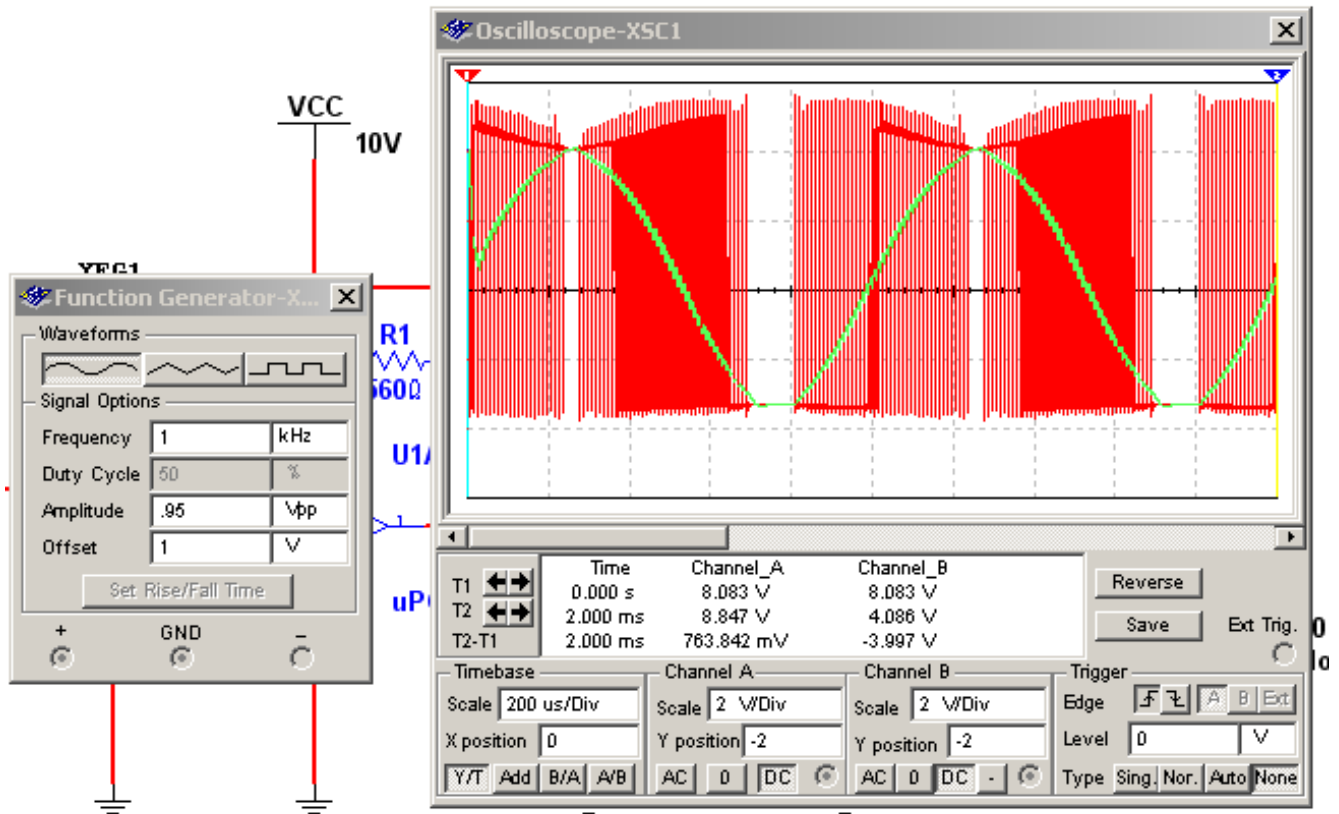 Oscilloscope-XSC1
VCC
10V
XFG1
Function Generator-X...
Waveforms
Signal Options
Frequency 1 kHz
Duty Cycle 50 %
Amplitude .95 Vpp
Offset 1 V
Set Rise/Fall Time
+ GND -
R1
560Ω
U1A
1
1 2
Time Channel_A Channel_B
T1 0.000 s 8.083 V 8.083 V
T2 2.000 ms 8.847 V 4.086 V
T2-T1 2.000 ms 763.842 mV -3.997 V
Reverse
Save
Ext Trig.
0
Timebase
Scale 200 us/Div
X position 0
Y/T Add B/A A/B
Channel A
Scale 2 V/Div
Y position -2
AC 0 DC
Channel B
Scale 2 V/Div
Y position -2
AC 0 DC -
Trigger
Edge A B Ext
Level 0 V
Type Sing. Nor. Auto None